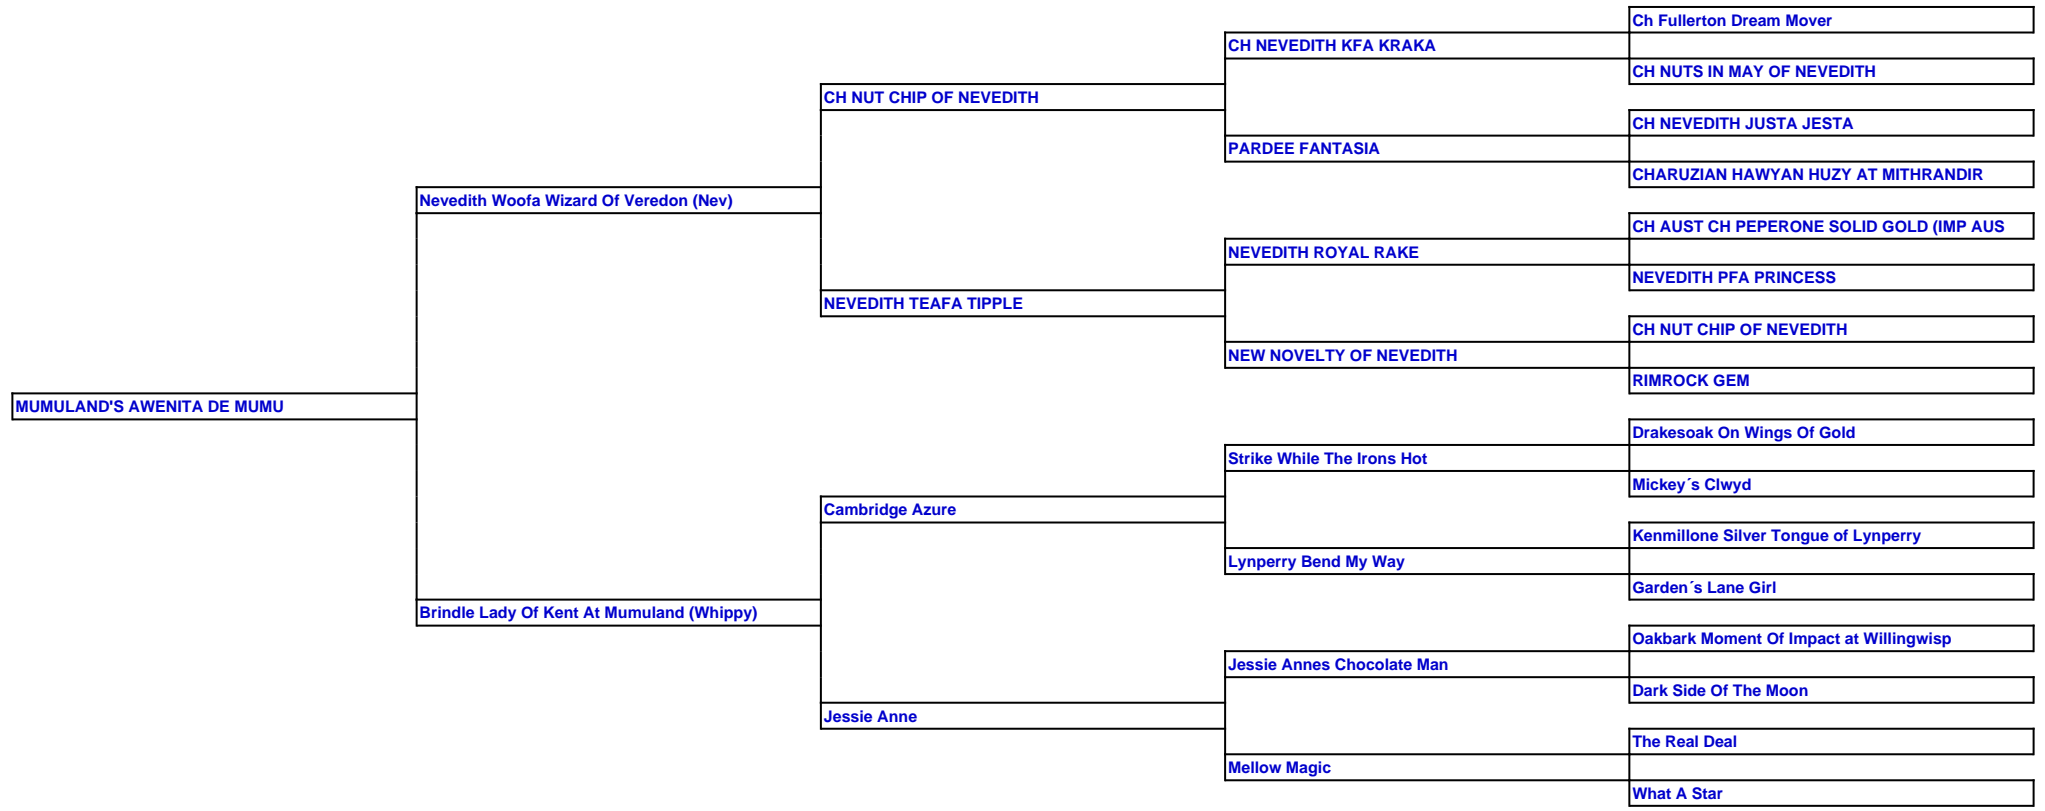 Ch Fullerton Dream Mover
CH NEVEDITH KFA KRAKA
CH NUTS IN MAY OF NEVEDITH
CH NUT CHIP OF NEVEDITH
CH NEVEDITH JUSTA JESTA
PARDEE FANTASIA
CHARUZIAN HAWYAN HUZY AT MITHRANDIR
Nevedith Woofa Wizard Of Veredon (Nev)
CH AUST CH PEPERONE SOLID GOLD (IMP AUS
NEVEDITH ROYAL RAKE
NEVEDITH PFA PRINCESS
NEVEDITH TEAFA TIPPLE
CH NUT CHIP OF NEVEDITH
NEW NOVELTY OF NEVEDITH
RIMROCK GEM
MUMULAND'S AWENITA DE MUMU
Drakesoak On Wings Of Gold
Strike While The Irons Hot
Mickey´s Clwyd
Cambridge Azure
Kenmillone Silver Tongue of Lynperry
Lynperry Bend My Way
Garden´s Lane Girl
Brindle Lady Of Kent At Mumuland (Whippy)
Oakbark Moment Of Impact at Willingwisp
Jessie Annes Chocolate Man
Dark Side Of The Moon
Jessie Anne
The Real Deal
Mellow Magic
What A Star